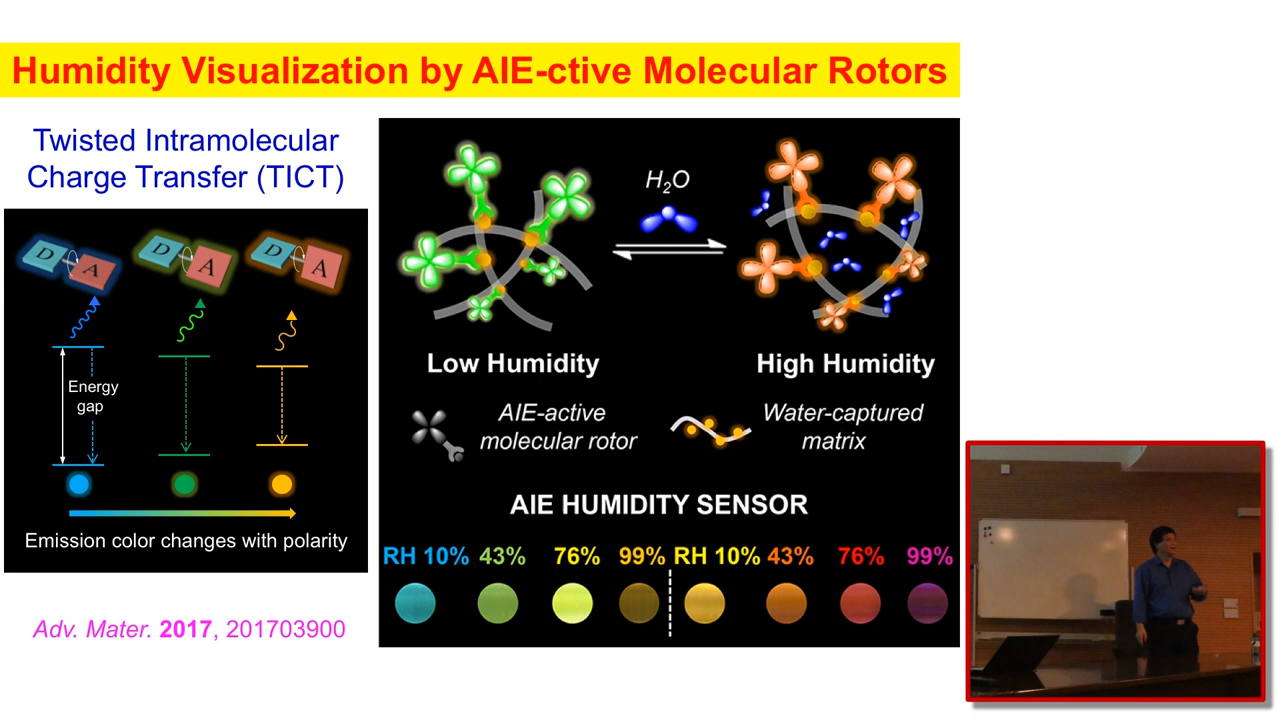 Humidity Visualization by AIE-ctive Molecular Rotors
Twisted Intramolecular
Charge Transfer (TICT)
D A
D A
D A
Energy
gap
Emission color changes with polarity
Adv. Mater. 2017, 201703900
H₂O
Low Humidity
High Humidity
AIE-active
molecular rotor
Water-captured
matrix
AIE HUMIDITY SENSOR
RH 10% 43% 76% 99% RH 10% 43% 76% 99%